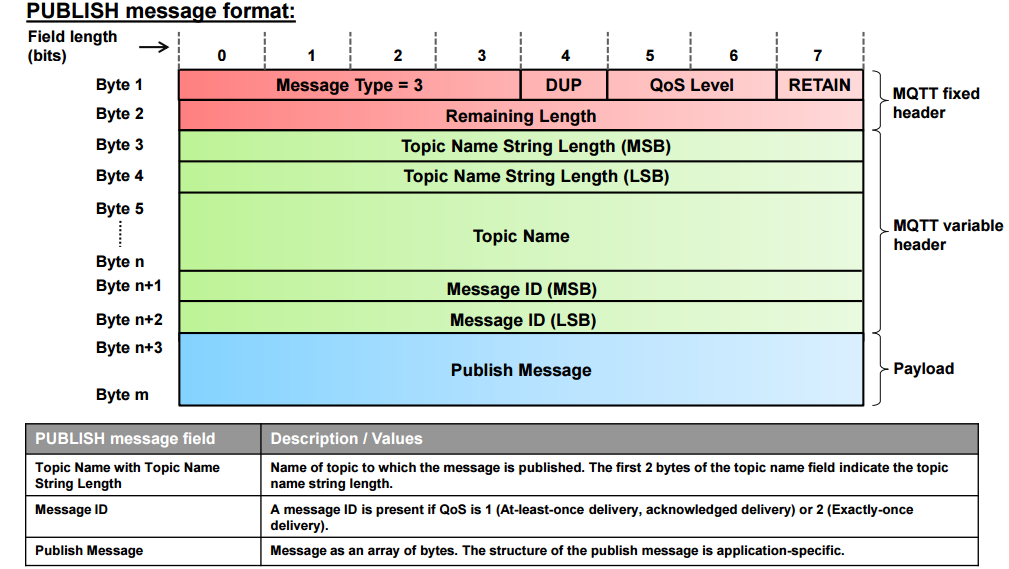 PUBLISH message format:
Field length
(bits)
0 1 2 3 4 5 6 7
Byte 1 Message Type = 3 DUP QoS Level RETAIN
MQTT fixed
header
Byte 2 Remaining Length
Byte 3 Topic Name String Length (MSB)
Byte 4 Topic Name String Length (LSB)
Byte 5
Topic Name
MQTT variable
header
Byte n
Byte n+1 Message ID (MSB)
Byte n+2 Message ID (LSB)
Byte n+3
Publish Message
Payload
Byte m
PUBLISH message field Description / Values
Topic Name with Topic Name
String Length
Name of topic to which the message is published. The first 2 bytes of the topic name field indicate the topic
name string length.
Message ID
A message ID is present if QoS is 1 (At-least-once delivery, acknowledged delivery) or 2 (Exactly-once
delivery).
Publish Message
Message as an array of bytes. The structure of the publish message is application-specific.